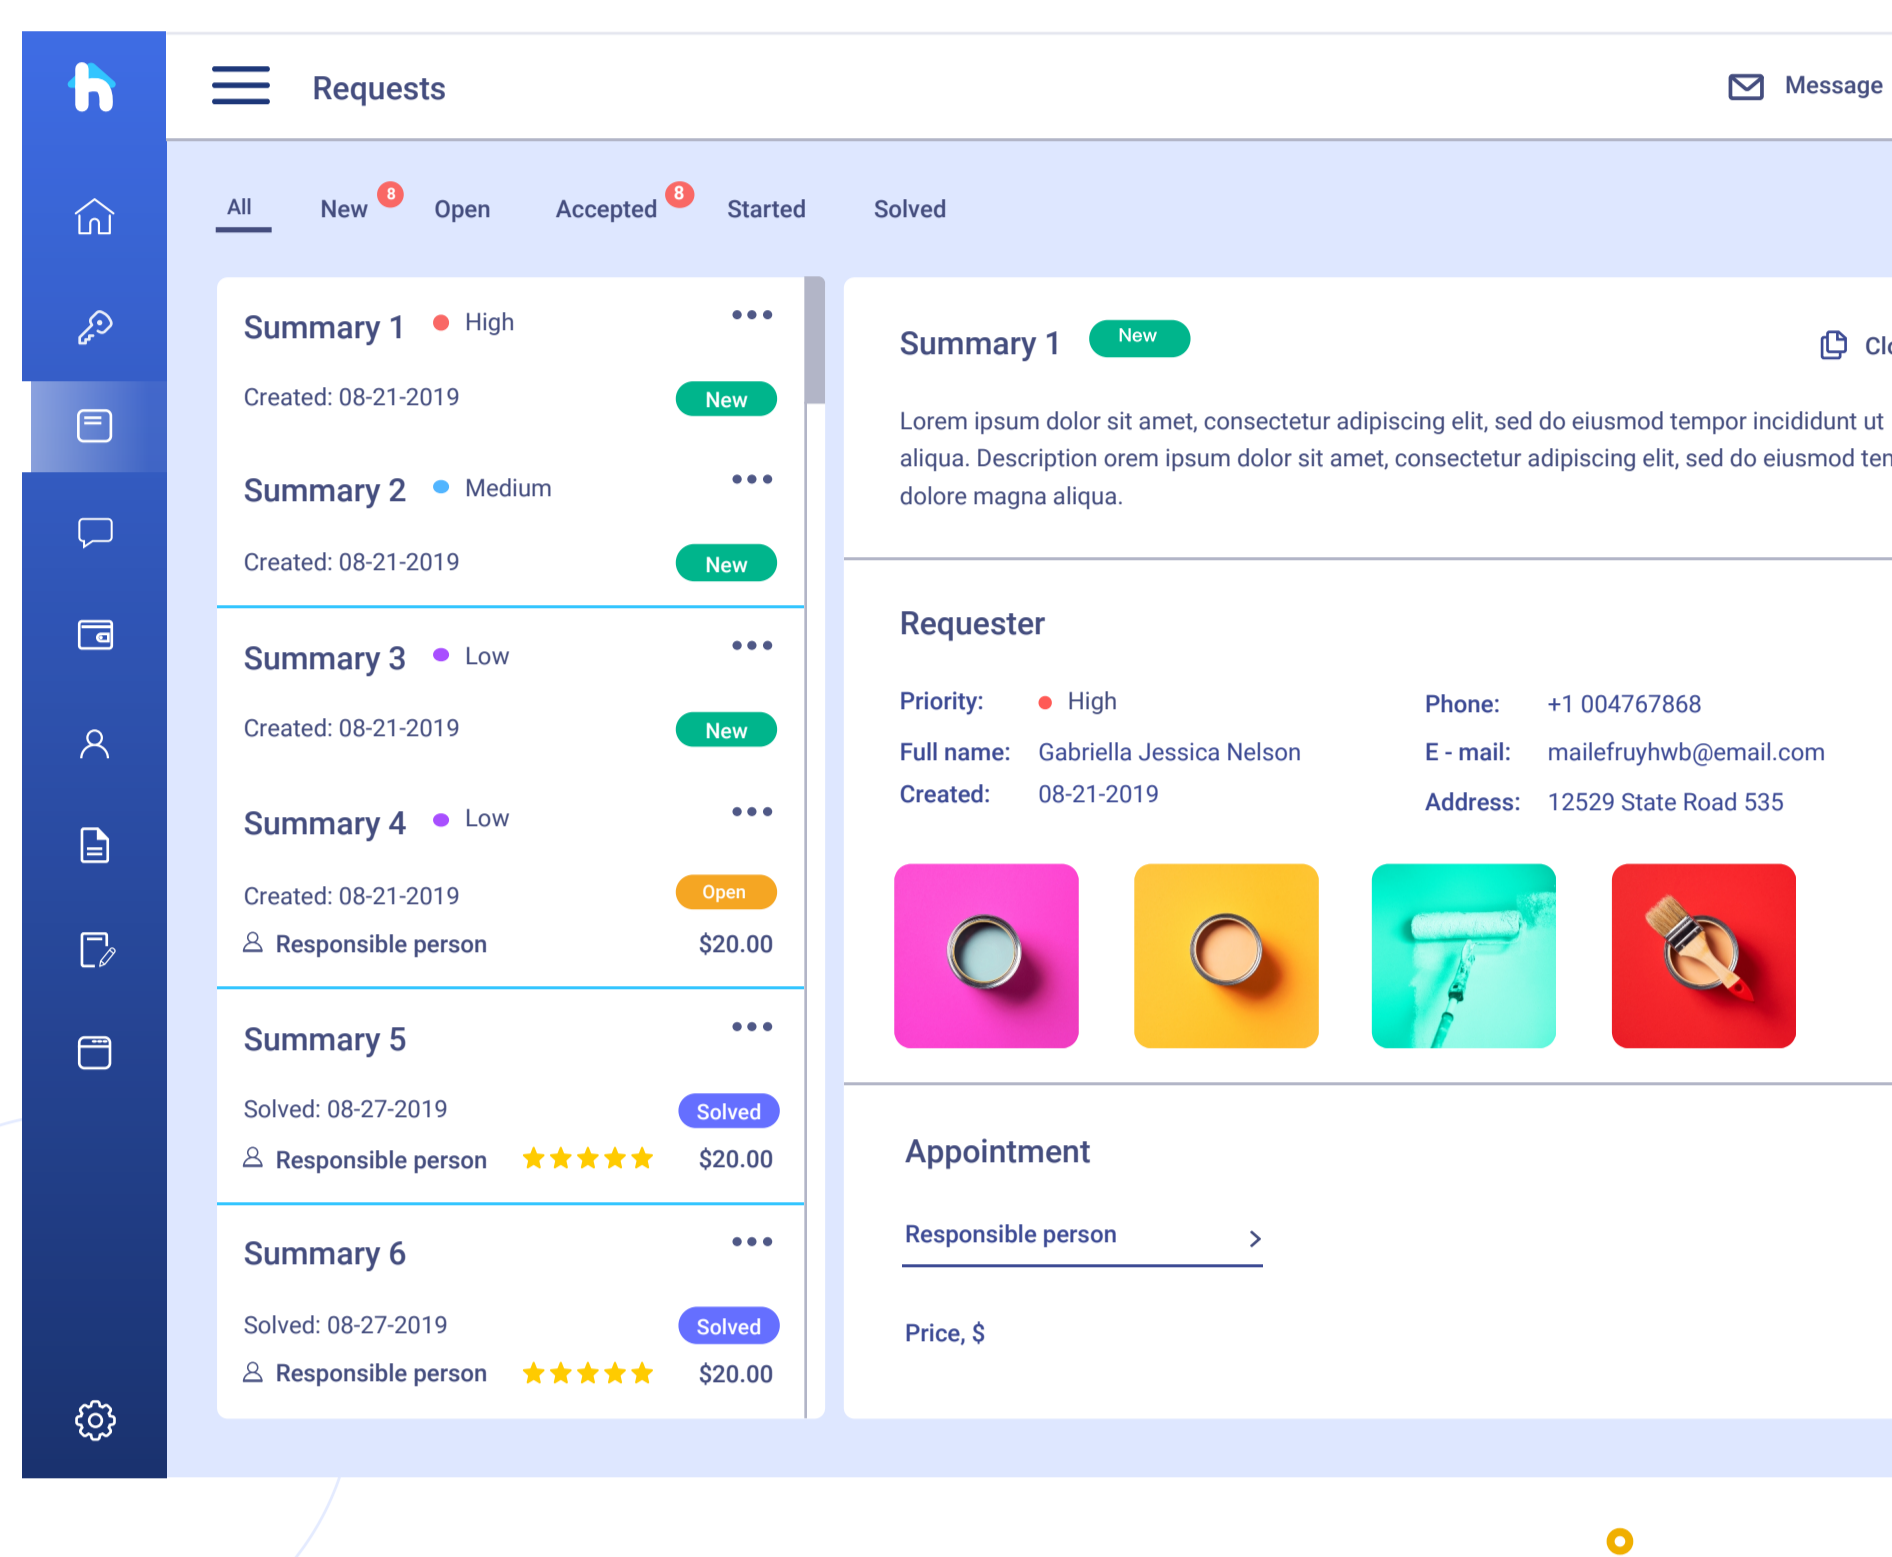 h
Requests
Message
All
New 8
Open
Accepted 8
Started
Solved
Summary 1
High
Created: 08-21-2019
New
Summary 2
Medium
Created: 08-21-2019
New
Summary 3
Low
Created: 08-21-2019
New
Summary 4
Low
Created: 08-21-2019
Open
Responsible person
$20.00
Summary 5
Solved: 08-27-2019
Solved
Responsible person
$20.00
Summary 6
Solved: 08-27-2019
Solved
Responsible person
$20.00
Summary 1
New
Lorem ipsum dolor sit amet, consectetur adipiscing elit, sed do eiusmod tempor incididunt ut
aliqua. Description orem ipsum dolor sit amet, consectetur adipiscing elit, sed do eiusmod
dolore magna aliqua.
Requester
Priority: High
Full name: Gabriella Jessica Nelson
Created: 08-21-2019
Phone: +1 004767868
E - mail: mailefruyhwb@email.com
Address: 12529 State Road 535
Appointment
Responsible person
Price, $